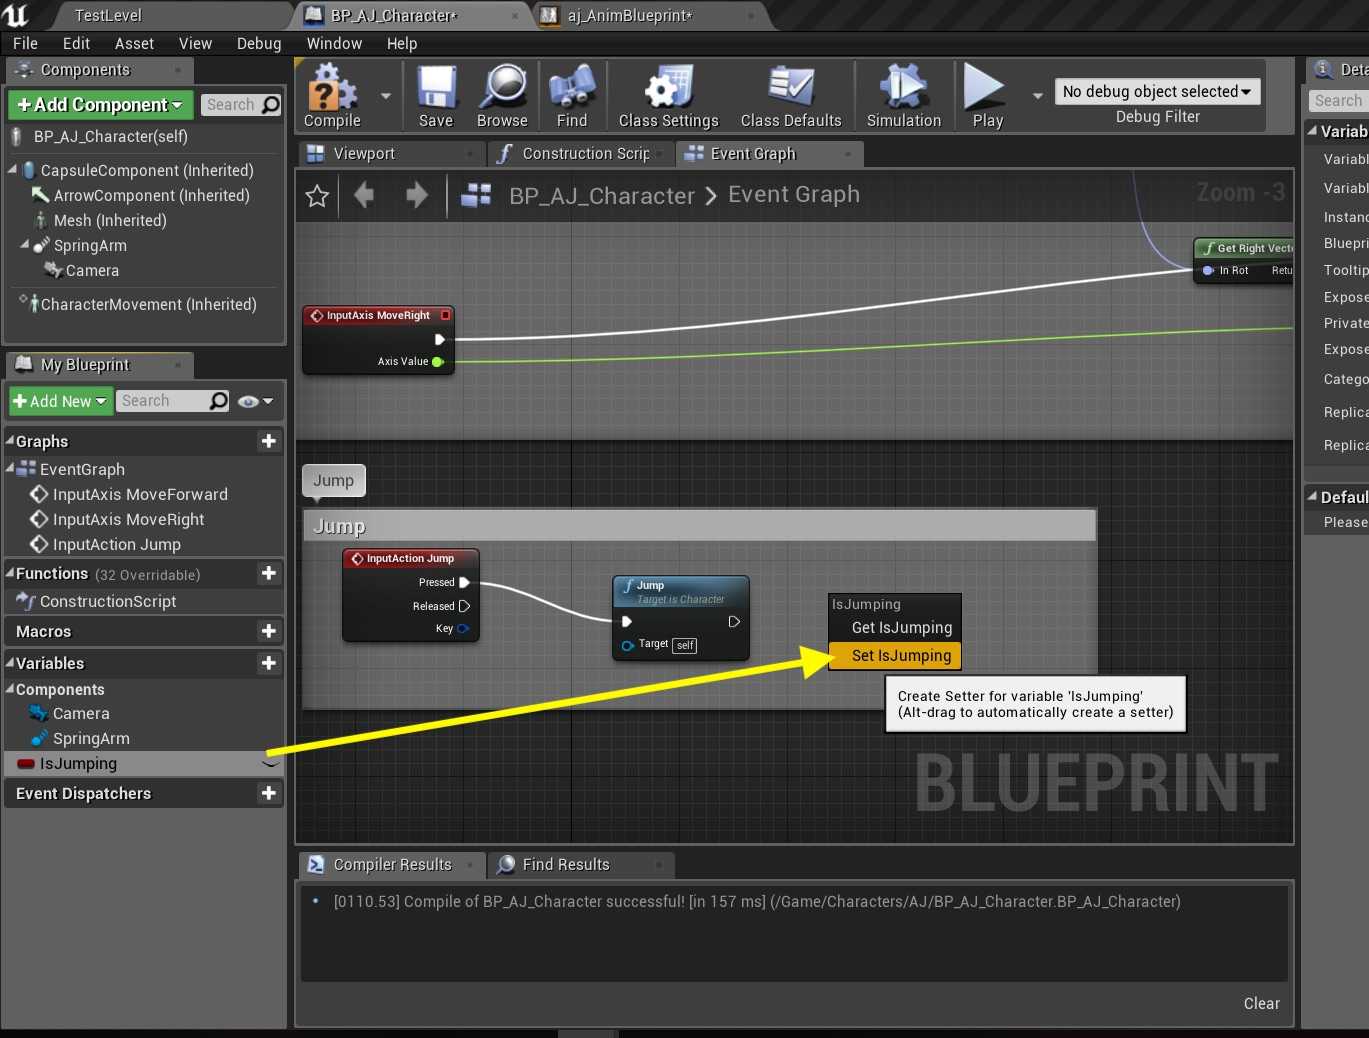 TestLevel
BP_AJ_Character*
aj_AnimBlueprint*
File Edit Asset View Debug Window Help
Components
+Add Component
Search
BP_AJ_Character(self)
CapsuleComponent (Inherited)
ArrowComponent (Inherited)
Mesh (Inherited)
SpringArm
Camera
CharacterMovement (Inherited)
My Blueprint
+Add New
Search
Graphs
EventGraph
InputAxis MoveForward
InputAxis MoveRight
InputAction Jump
Functions (32 Overridable)
ConstructionScript
Macros
Variables
Components
Camera
SpringArm
IsJumping
Event Dispatchers
Compile
Save
Browse
Find
Class Settings
Class Defaults
Simulation
Play
No debug object selected
Debug Filter
Viewport
Construction Scrip
Event Graph
BP_AJ_Character > Event Graph
Zoom -3
InputAxis MoveRight
Axis Value
f Get Right Vect
In Rot Retu
Jump
Jump
InputAction Jump
Pressed
Released
Key
f Jump
Target is Character
Target self
IsJumping
Get IsJumping
Set IsJumping
Create Setter for variable 'IsJumping'
(Alt-drag to automatically create a setter)
BLUEPRINT
Compiler Results
Find Results
[0110.53] Compile of BP_AJ_Character successful! [in 157 ms] (/Game/Characters/AJ/BP_AJ_Character.BP_AJ_Character)
Clear
Deta
Search
Variab
Variabl
Variabl
Instanc
Bluepri
Tooltip
Expose
Private
Expose
Catego
Replica
Replica
Defaul
Please